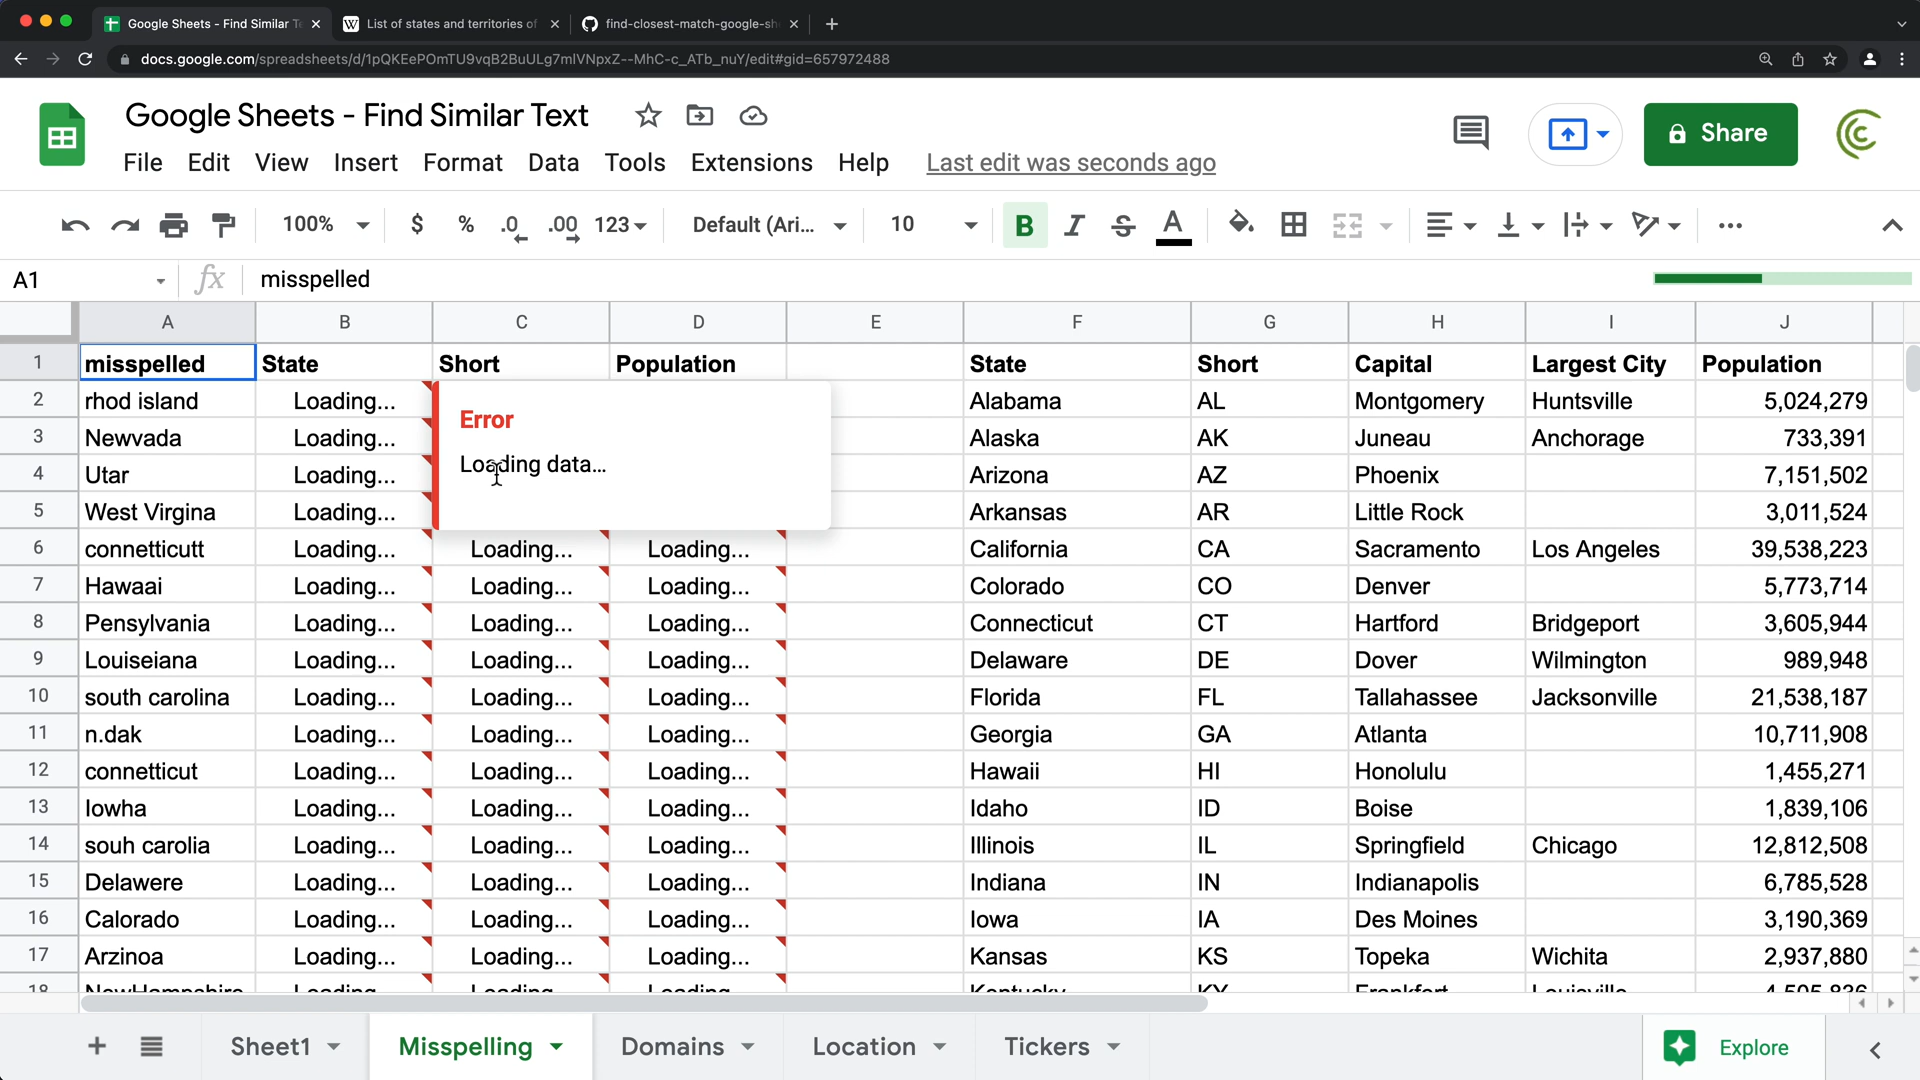 Google Sheets - Find Similar Te
List of states and territories of
find-closest-match-google-sh
docs.google.com/spreadsheets/d/1pQKEePOmTU9vqB2BuULg7mlVNpxZ--MhC-c_ATb_nuY/edit#gid=657972488
Google Sheets - Find Similar Text
File Edit View Insert Format Data Tools Extensions Help Last edit was seconds ago
Share
100% $ % .0 .00 123 Default (Ari... 10 B I S A
A1 fx misspelled
A B C D E F G H I J
1 misspelled State Short Population State Short Capital Largest City Population
2 rhod island Loading... Alabama AL Montgomery Huntsville 5,024,279
Error
3 Newvada Loading... Alaska AK Juneau Anchorage 733,391
Loading data...
4 Utar Loading... Arizona AZ Phoenix 7,151,502
5 West Virgina Loading... Arkansas AR Little Rock 3,011,524
6 connetticutt Loading... Loading... Loading... California CA Sacramento Los Angeles 39,538,223
7 Hawaai Loading... Loading... Loading... Colorado CO Denver 5,773,714
8 Pensylvania Loading... Loading... Loading... Connecticut CT Hartford Bridgeport 3,605,944
9 Louiseiana Loading... Loading... Loading... Delaware DE Dover Wilmington 989,948
10 south carolina Loading... Loading... Loading... Florida FL Tallahassee Jacksonville 21,538,187
11 n.dak Loading... Loading... Loading... Georgia GA Atlanta 10,711,908
12 connetticut Loading... Loading... Loading... Hawaii HI Honolulu 1,455,271
13 Iowha Loading... Loading... Loading... Idaho ID Boise 1,839,106
14 souh carolia Loading... Loading... Loading... Illinois IL Springfield Chicago 12,812,508
15 Delawere Loading... Loading... Loading... Indiana IN Indianapolis 6,785,528
16 Calorado Loading... Loading... Loading... Iowa IA Des Moines 3,190,369
17 Arzinoa Loading... Loading... Loading... Kansas KS Topeka Wichita 2,937,880
18 NewHampshire Loading Loading Loading Kentucky KY Frankfort Louisville 4,505,836
Sheet1 Misspelling Domains Location Tickers Explore